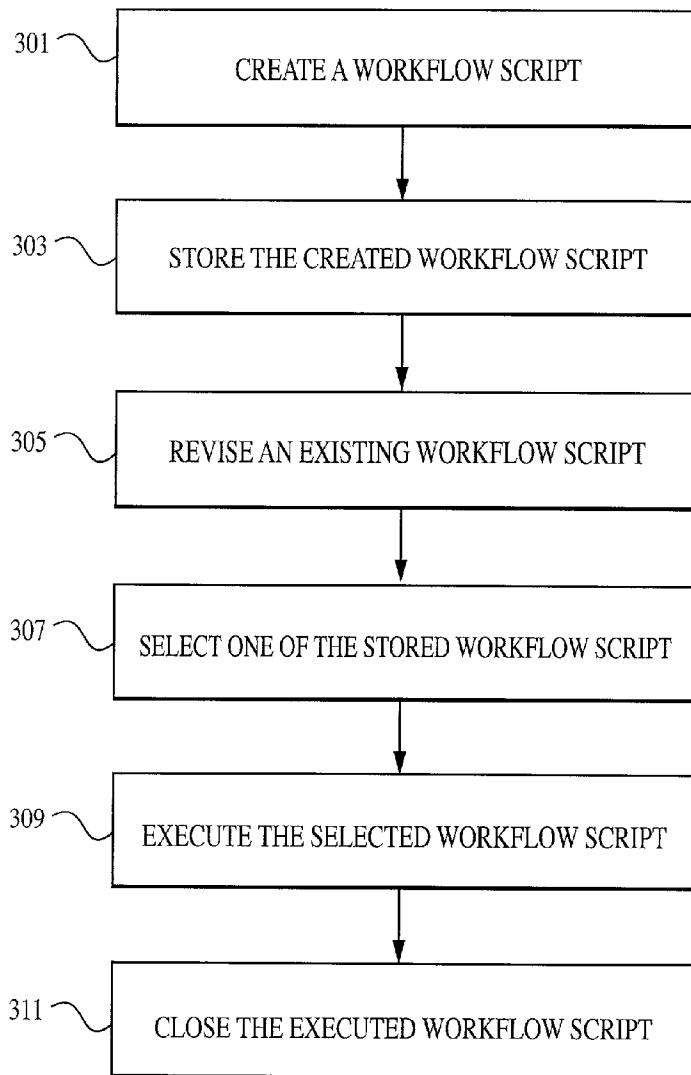 301
CREATE A WORKFLOW SCRIPT
303
STORE THE CREATED WORKFLOW SCRIPT
305
REVISE AN EXISTING WORKFLOW SCRIPT
307
SELECT ONE OF THE STORED WORKFLOW SCRIPT
309
EXECUTE THE SELECTED WORKFLOW SCRIPT
311
CLOSE THE EXECUTED WORKFLOW SCRIPT